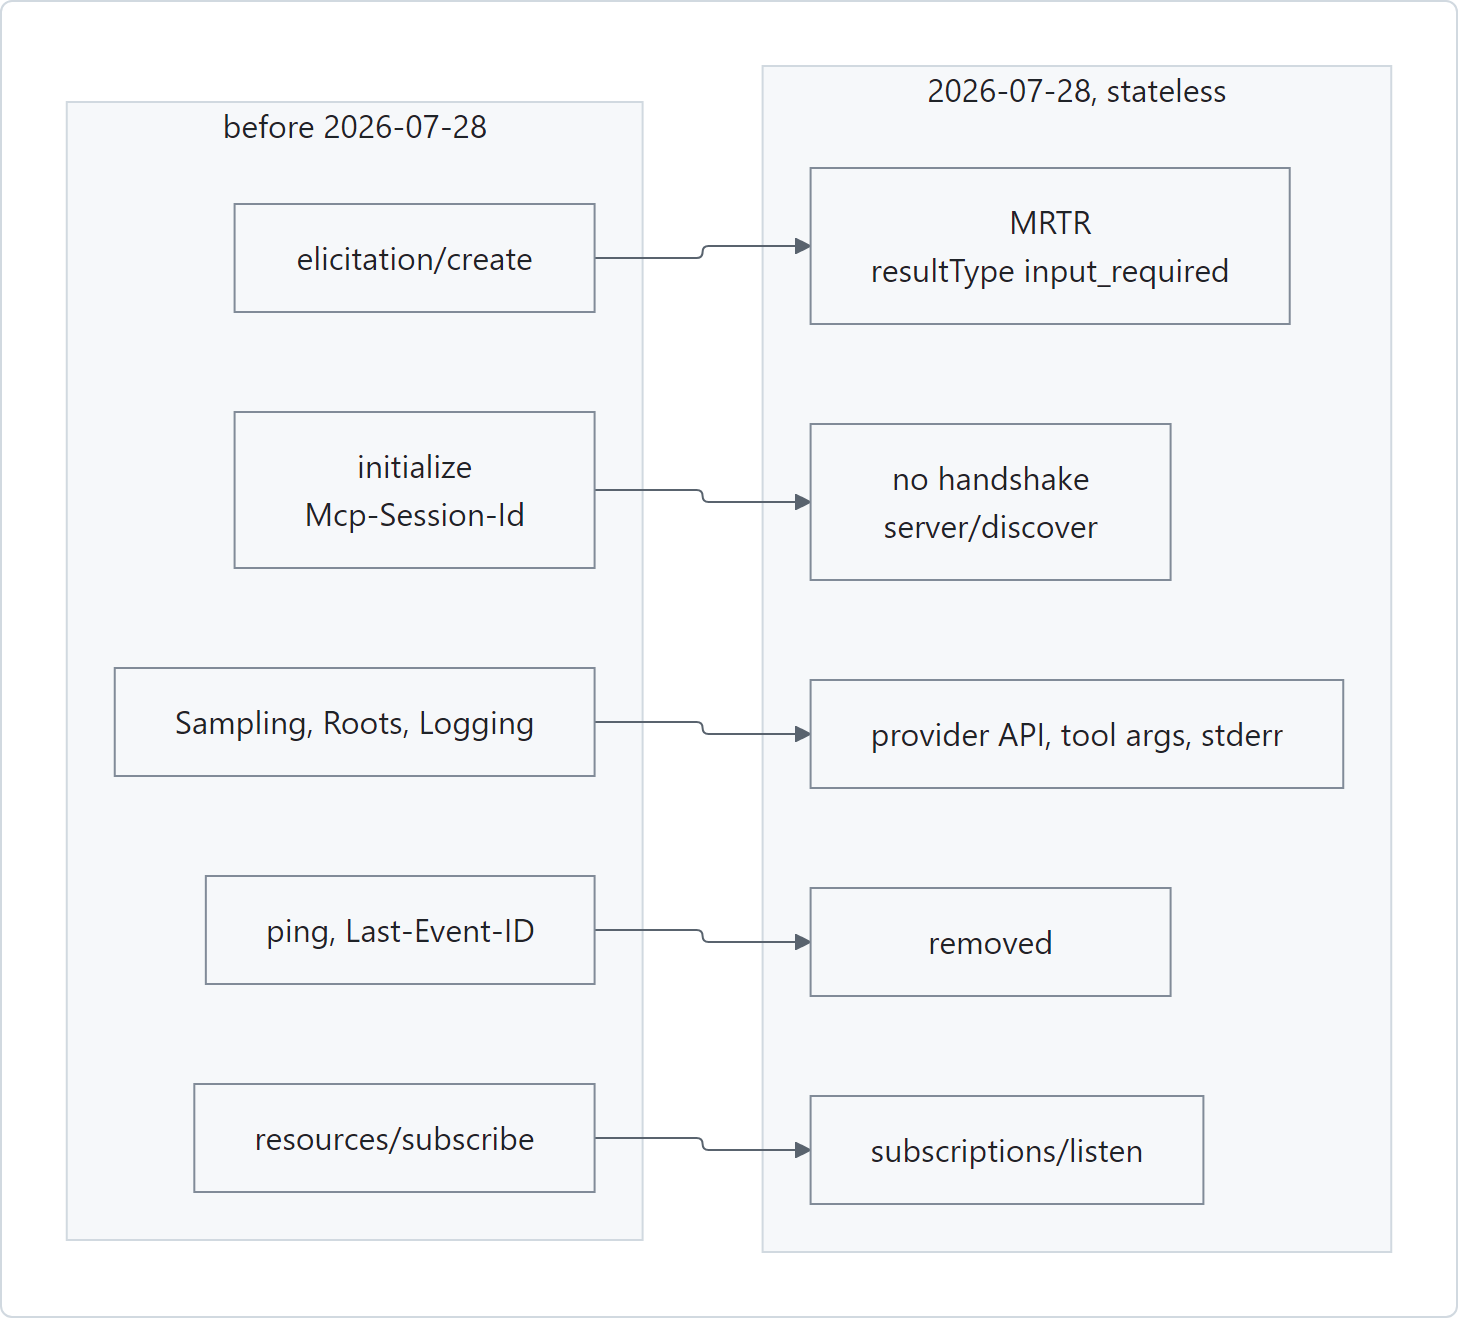 before 2026-07-28
elicitation/create
initialize
Mcp-Session-Id
Sampling, Roots, Logging
ping, Last-Event-ID
resources/subscribe
2026-07-28, stateless
MRTR
resultType input_required
no handshake
server/discover
provider API, tool args, stderr
removed
subscriptions/listen